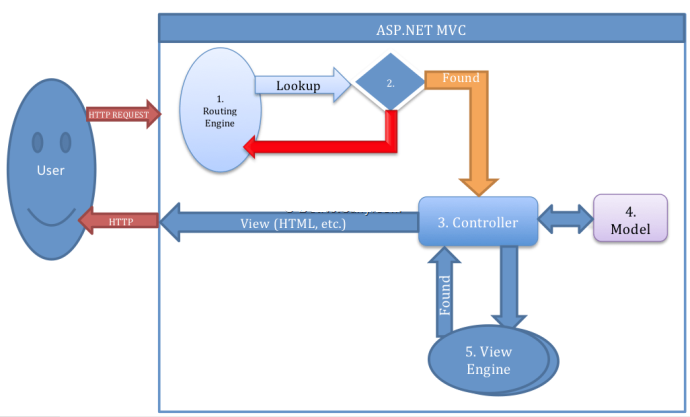 ASP.NET MVC
HTTP REQUEST
User
1.
Routing
Engine
Lookup
2.
Found
HTTP
View (HTML, etc.)
3. Controller
4.
Model
Found
5. View
Engine